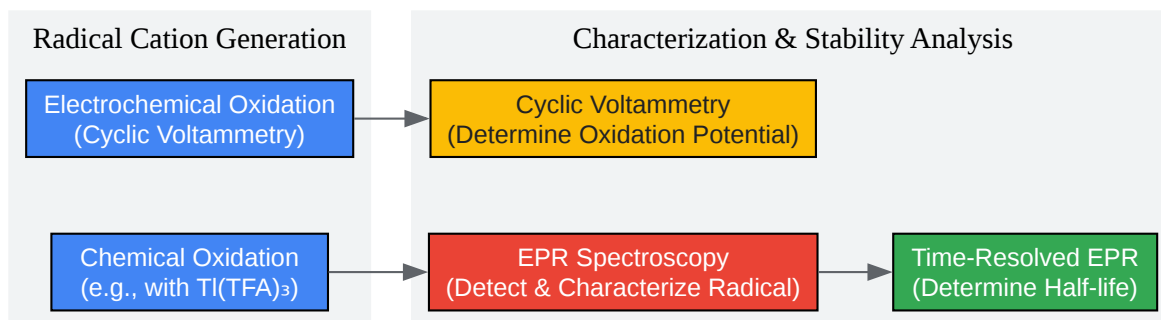 Radical Cation Generation
Characterization & Stability Analysis
Electrochemical Oxidation
(Cyclic Voltammetry)
Cyclic Voltammetry
(Determine Oxidation Potential)
Chemical Oxidation
(e.g., with Tl(TFA)₃)
EPR Spectroscopy
(Detect & Characterize Radical)
Time-Resolved EPR
(Determine Half-life)